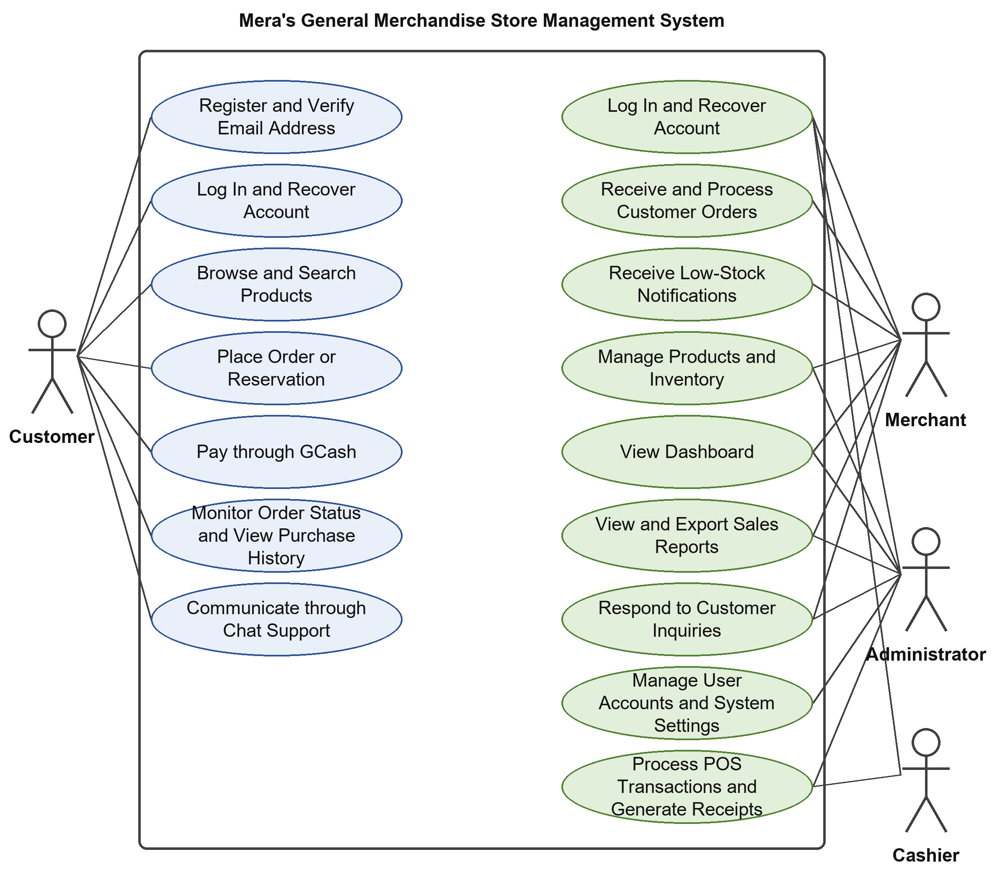 Mera's General Merchandise Store Management System
Register and Verify
Email Address
Log In and Recover
Account
Browse and Search
Products
Place Order or
Reservation
Pay through GCash
Monitor Order Status
and View Purchase
History
Communicate through
Chat Support
Customer
Log In and Recover
Account
Receive and Process
Customer Orders
Receive Low-Stock
Notifications
Manage Products and
Inventory
View Dashboard
View and Export Sales
Reports
Respond to Customer
Inquiries
Manage User
Accounts and System
Settings
Process POS
Transactions and
Generate Receipts
Merchant
Administrator
Cashier